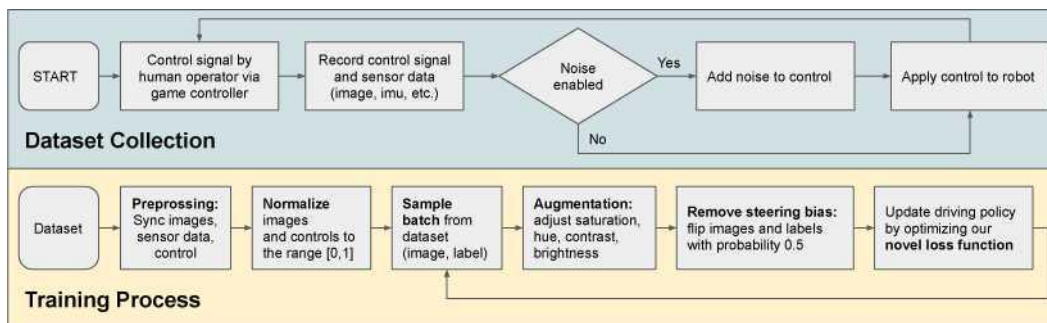 START
Control signal by
human operator via
game controller
Record control signal
and sensor data
(image, imu, etc.)
Noise
enabled
Yes
No
Add noise to control
Apply control to robot
Dataset Collection
Dataset
Preprossing:
Sync images,
sensor data,
control
Normalize
images
and controls to
the range [0,1]
Sample
batch from
dataset
(image, label)
Augmentation:
adjust saturation,
hue, contrast,
brightness
Remove steering bias:
flip images and labels
with probability 0.5
Update driving policy
by optimizing our
novel loss function
Training Process